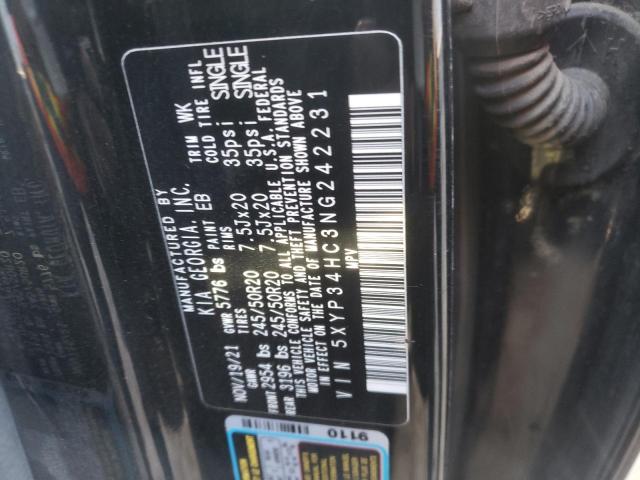 MANUFACTURED BY
KIA GEORGIA, INC.
NOV/19/21 GVWR 5776 lbs PAINT EB TRIM WK
GAWR TIRES RIMS COLD TIRE INFL
FRONT 2954 lbs 245/50R20 7.5Jx20 35psi SINGLE
REAR 3196 lbs 245/50R20 7.5Jx20 35psi SINGLE
THIS VEHICLE CONFORMS TO ALL APPLICABLE U.S.A. FEDERAL
MOTOR VEHICLE SAFETY AND THEFT PREVENTION STANDARDS
IN EFFECT ON THE DATE OF MANUFACTURE SHOWN ABOVE
VIN 5XYP34HC3NG242231
MPV
9110